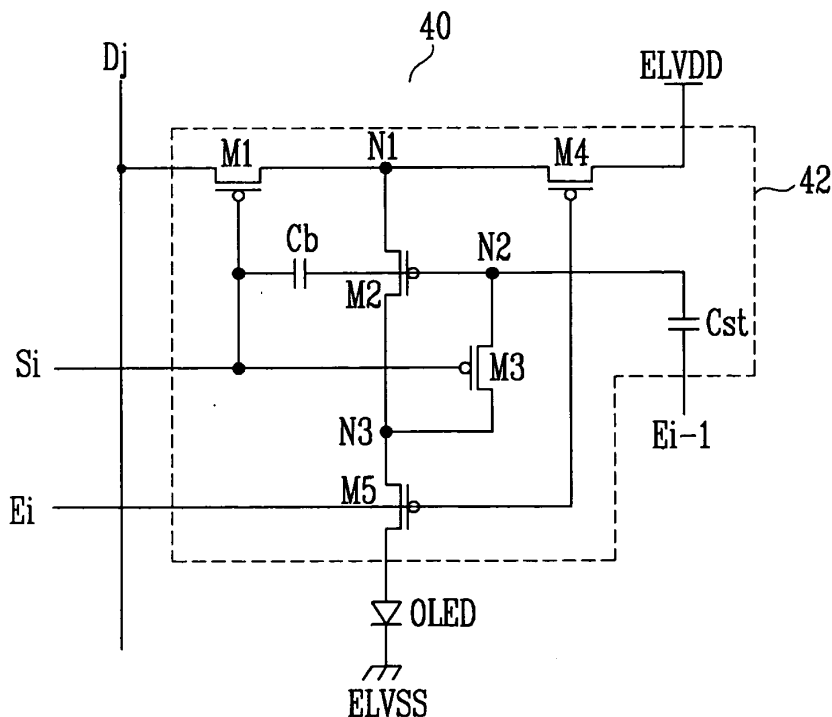 40
Dj
ELVDD
M1
N1
M4
42
Cb
N2
M2
Cst
Si
M3
N3
Ei-1
M5
Ei
OLED
ELVSS